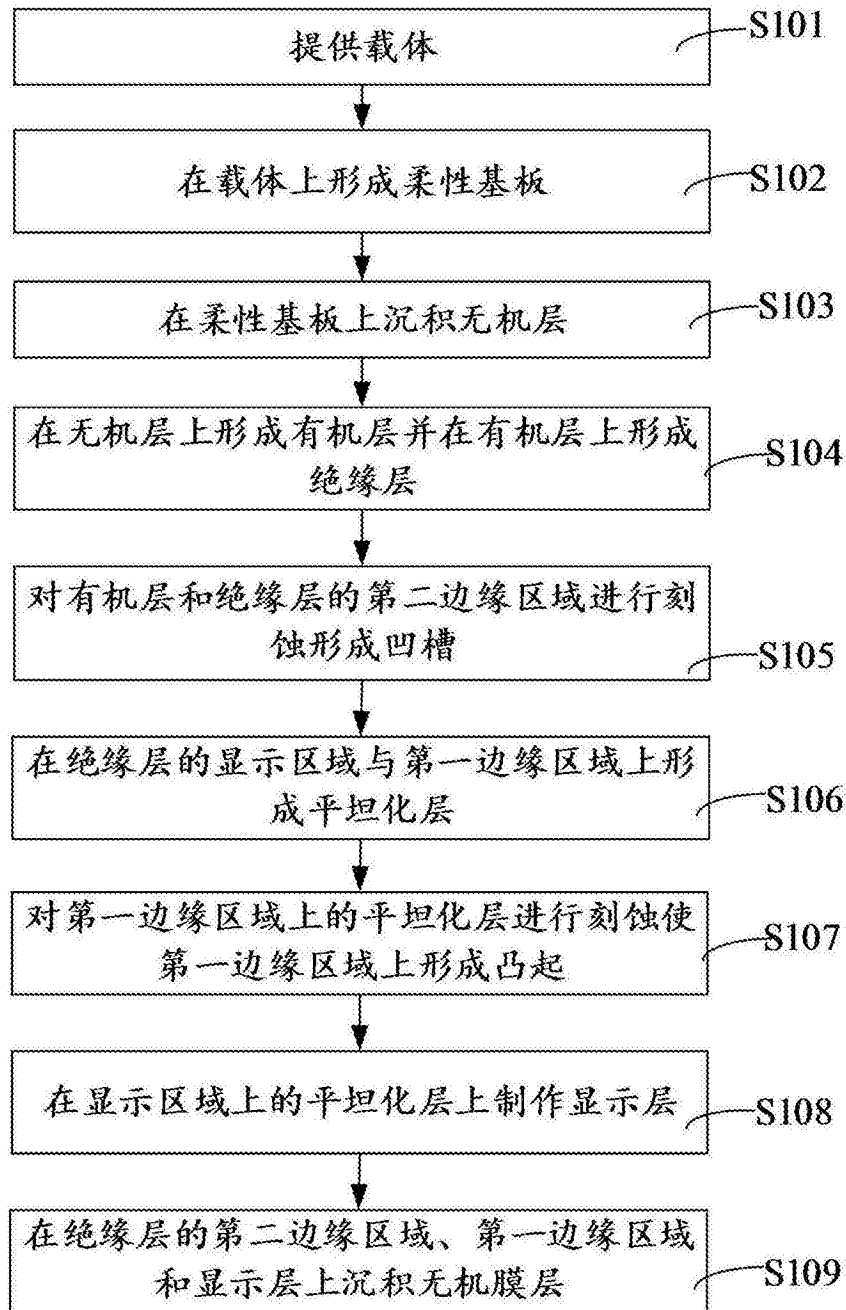 提供载体
S101
在载体上形成柔性基板
S102
在柔性基板上沉积无机层
S103
在无机层上形成有机层并在有机层上形成
绝缘层
S104
对有机层和绝缘层的第二边缘区域进行刻
蚀形成凹槽
S105
在绝缘层的显示区域与第一边缘区域上形
成平坦化层
S106
对第一边缘区域上的平坦化层进行刻蚀使
第一边缘区域上形成凸起
S107
在显示区域上的平坦化层上制作显示层
S108
在绝缘层的第二边缘区域、第一边缘区域
和显示层上沉积无机膜层
S109